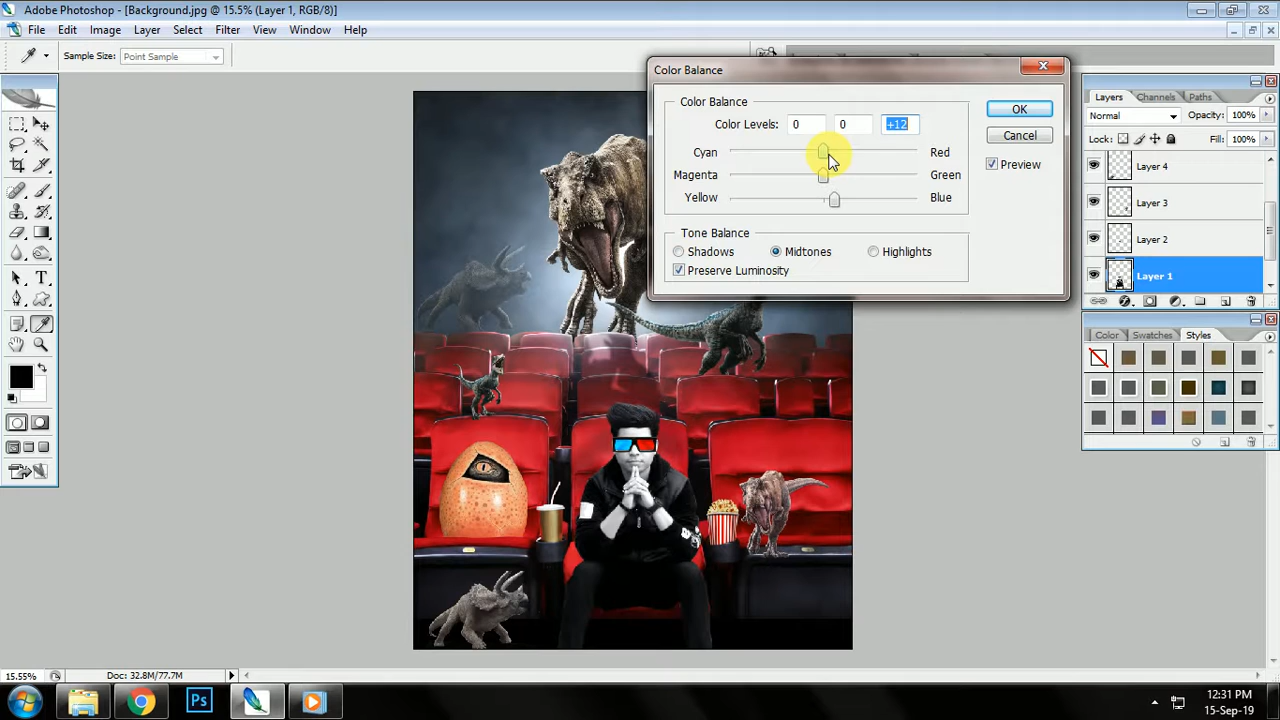 Adobe Photoshop - [Background.jpg @ 15.5% (Layer 1, RGB/8)]
File Edit Image Layer Select Filter View Window Help
Sample Size: Point Sample
Color Balance
Color Balance
Color Levels: 0 0 +12
Cyan Red
Magenta Green
Yellow Blue
Tone Balance
Shadows Midtones Highlights
Preserve Luminosity
OK
Cancel
Preview
Layers Channels Paths
Normal Opacity: 100%
Lock: Fill: 100%
Layer 4
Layer 3
Layer 2
Layer 1
Color Swatches Styles
15.55% Doc: 32.8M/77.7M
Ps
12:31 PM
15-Sep-19